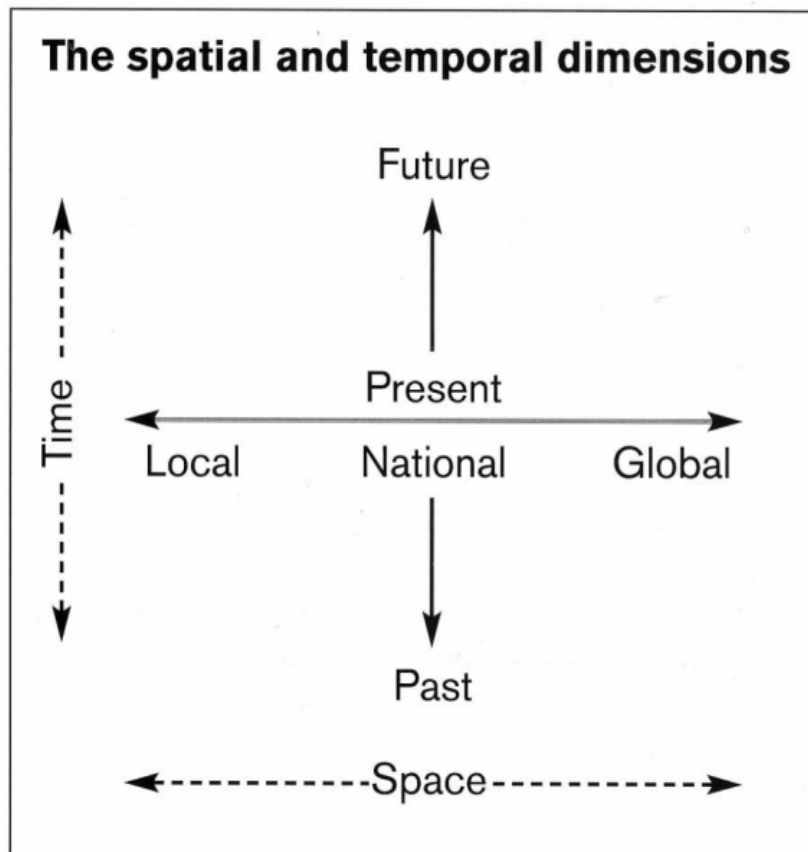 The spatial and temporal dimensions
Future
Time
Present
Local National Global
Past
Space